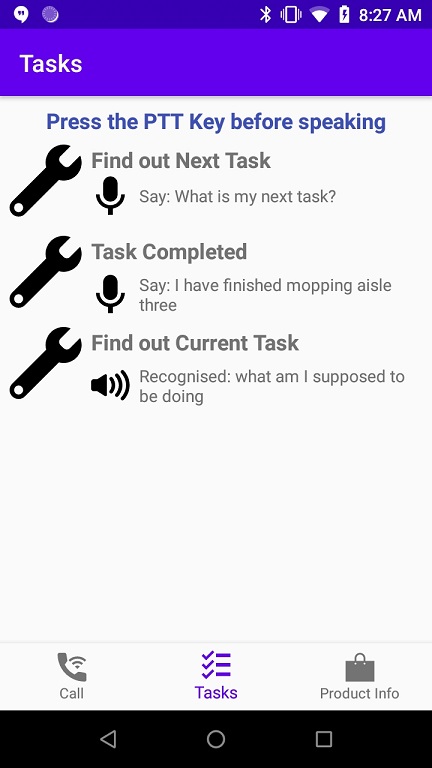 8:27 AM
Tasks
Press the PTT Key before speaking
Find out Next Task
Say: What is my next task?
Task Completed
Say: I have finished mopping aisle
three
Find out Current Task
Recognised: what am I supposed to
be doing
Call
Tasks
Product Info